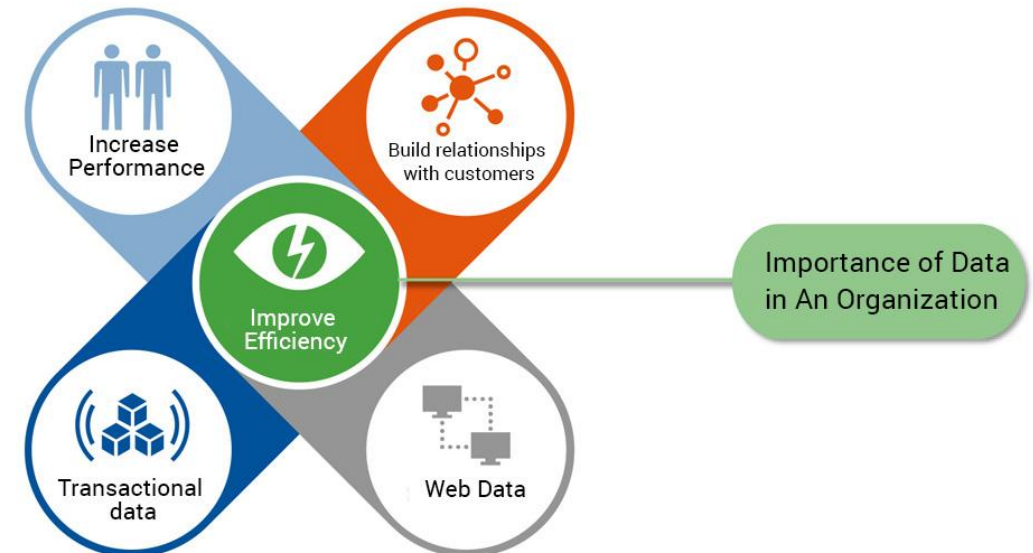 Increase
Performance
Build relationships
with customers
Improve
Efficiency
Importance of Data
in An Organization
Transactional
data
Web Data